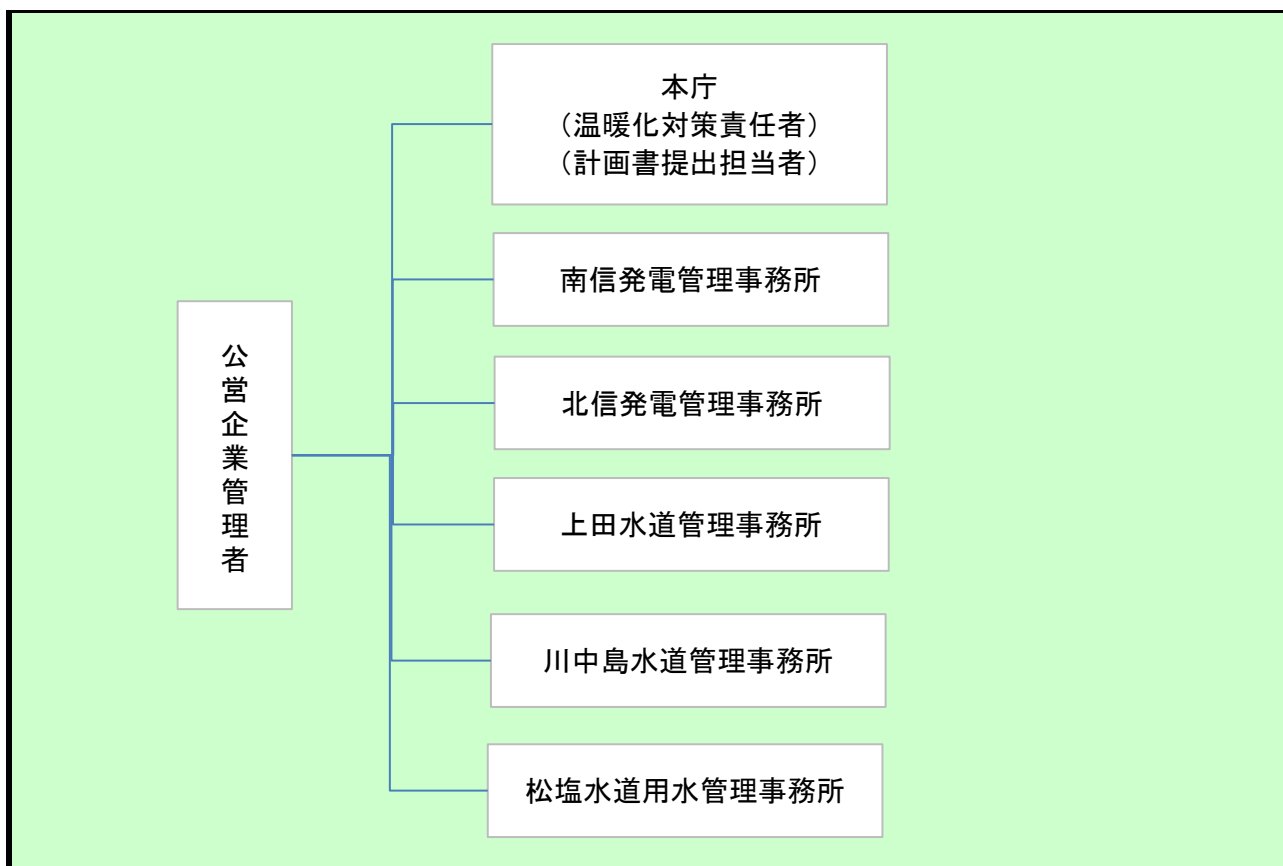 公営企業管理者
本庁
（温暖化対策責任者）
（計画書提出担当者）
南信発電管理事務所
北信発電管理事務所
上田水道管理事務所
川中島水道管理事務所
松塩水道用水管理事務所